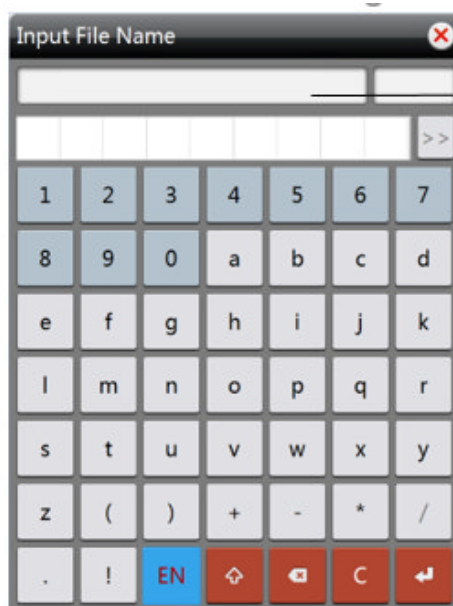 Input File Name
>>
1 2 3 4 5 6 7
8 9 0 a b c d
e f g h i j k
l m n o p q r
s t u v w x y
z ( ) + - * /
. ! EN C